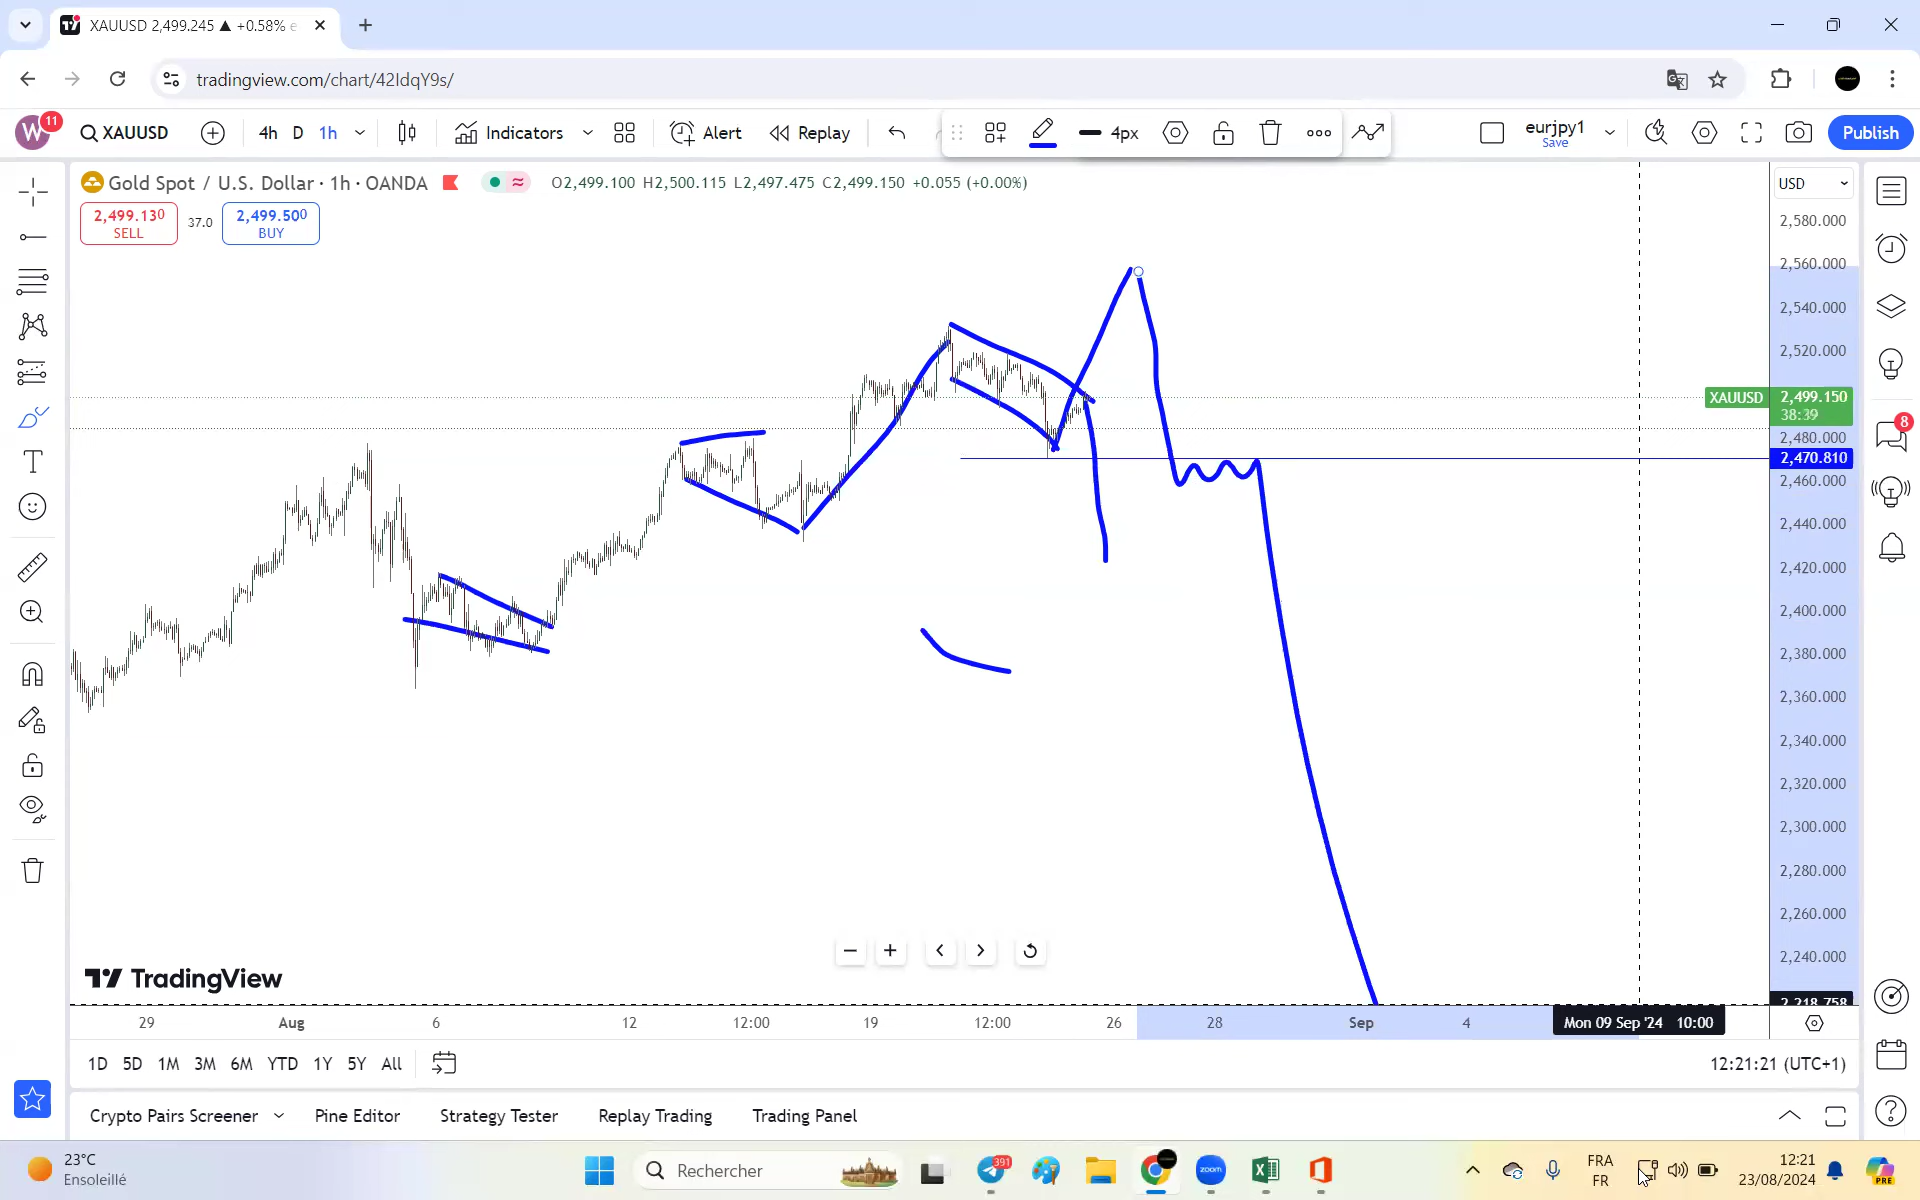 XAUUSD 2,499.245 ▲ +0.58% e
tradingview.com/chart/42IdqY9s/
W 11
XAUUSD
4h D 1h
Indicators
Alert
Replay
4px
eurjpy1
Save
Publish
Gold Spot / U.S. Dollar · 1h · OANDA
O2,499.100 H2,500.115 L2,497.475 C2,499.150 +0.055 (+0.00%)
2,499.130
SELL
37.0
2,499.500
BUY
USD
2,580.000
2,560.000
2,540.000
2,520.000
XAUUSD 2,499.150
38:39
2,480.000
2,470.810
2,460.000
2,440.000
2,420.000
2,400.000
2,380.000
2,360.000
2,340.000
2,320.000
2,300.000
2,280.000
2,260.000
2,240.000
2,218.758
8
TradingView
29 Aug 6 12 12:00 19 12:00 26 28 Sep 4 Mon 09 Sep '24 10:00
1D 5D 1M 3M 6M YTD 1Y 5Y All
12:21:21 (UTC+1)
Crypto Pairs Screener
Pine Editor
Strategy Tester
Replay Trading
Trading Panel
23°C
Ensoleillé
Rechercher
391
zoom
FRA
FR
12:21
23/08/2024
PRE